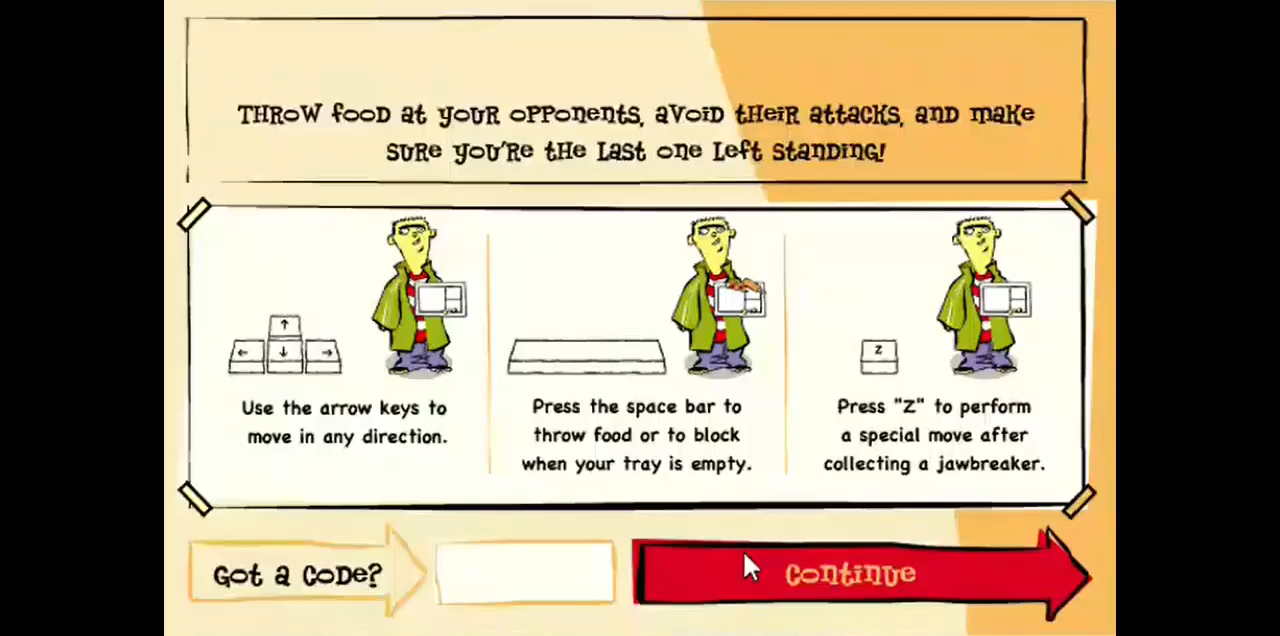 THROW fooD at YOUR OPPonents, aVOID tHeiR attacks, anD make
SURe YOU'Re tHe Last one Left StanDING!
↑
← ↓ →
Z
Use the arrow keys to
move in any direction.
Press the space bar to
throw food or to block
when your tray is empty.
Press "Z" to perform
a special move after
collecting a jawbreaker.
Got a CODe?
Continue